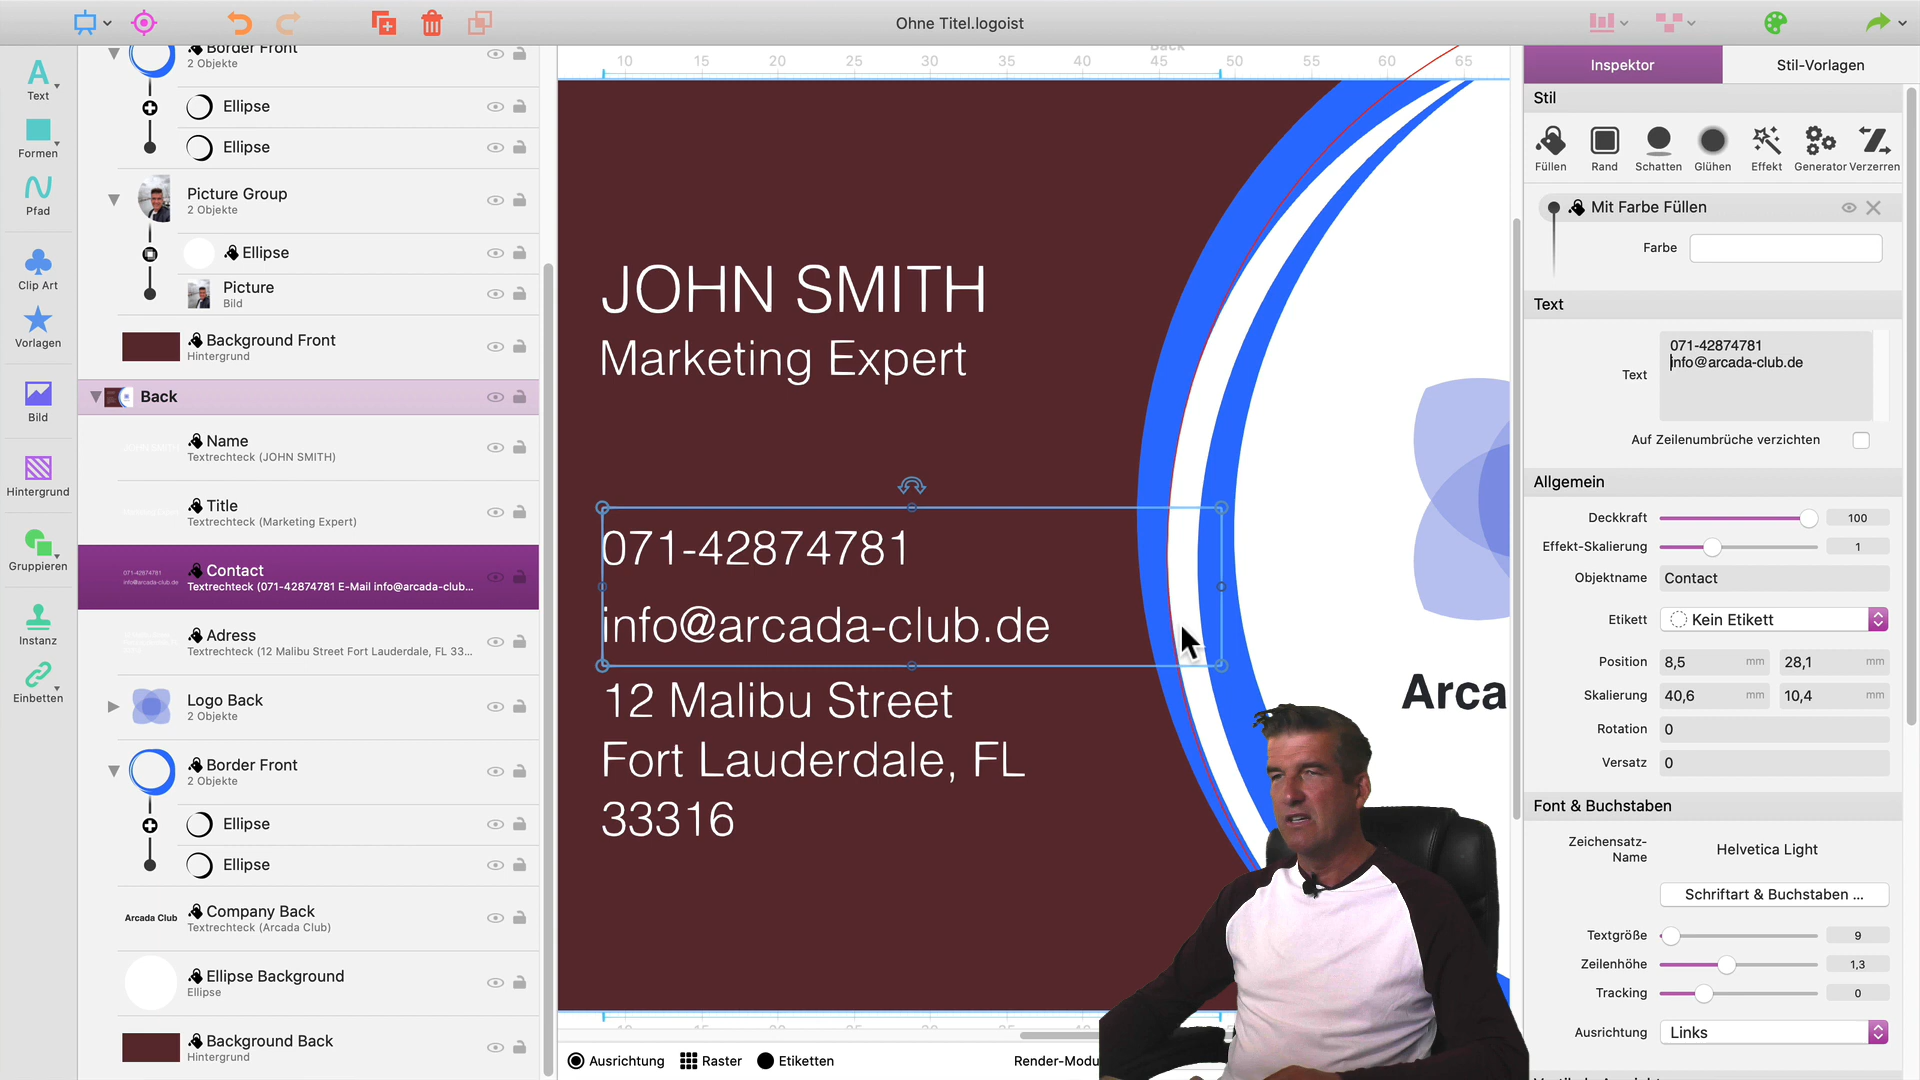 Ohne Titel.logoist
Text
Formen
Pfad
Clip Art
Vorlagen
Bild
Hintergrund
Gruppieren
Instanz
Einbetten
Border Front
2 Objekte
Ellipse
Ellipse
Picture Group
2 Objekte
Ellipse
Picture
Bild
Background Front
Hintergrund
Back
Name
Textrechteck (JOHN SMITH)
Title
Textrechteck (Marketing Expert)
071-42874781
info@arcada-club.de
Contact
Textrechteck (071-42874781 E-Mail info@arcada-club...
Adress
Textrechteck (12 Malibu Street Fort Lauderdale, FL 33...
Logo Back
2 Objekte
Border Front
2 Objekte
Ellipse
Ellipse
Arcada Club
Company Back
Textrechteck (Arcada Club)
Ellipse Background
Ellipse
Background Back
Hintergrund
Back
10 15 20 25 30 35 40 45 50 55 60 65
JOHN SMITH
Marketing Expert
071-42874781
info@arcada-club.de
12 Malibu Street
Fort Lauderdale, FL
33316
Arca
Ausrichtung
Raster
Etiketten
Render-Modu
Inspektor
Stil-Vorlagen
Stil
Füllen
Rand
Schatten
Glühen
Effekt
Generator
Verzerren
Mit Farbe Füllen
Farbe
Text
Text
071-42874781
info@arcada-club.de
Auf Zeilenumbrüche verzichten
Allgemein
Deckkraft 100
Effekt-Skalierung 1
Objektname Contact
Etikett Kein Etikett
Position 8,5 mm 28,1 mm
Skalierung 40,6 mm 10,4 mm
Rotation 0
Versatz 0
Font & Buchstaben
Zeichensatz-
Name
Helvetica Light
Schriftart & Buchstaben ...
Textgröße 9
Zeilenhöhe 1,3
Tracking 0
Ausrichtung Links